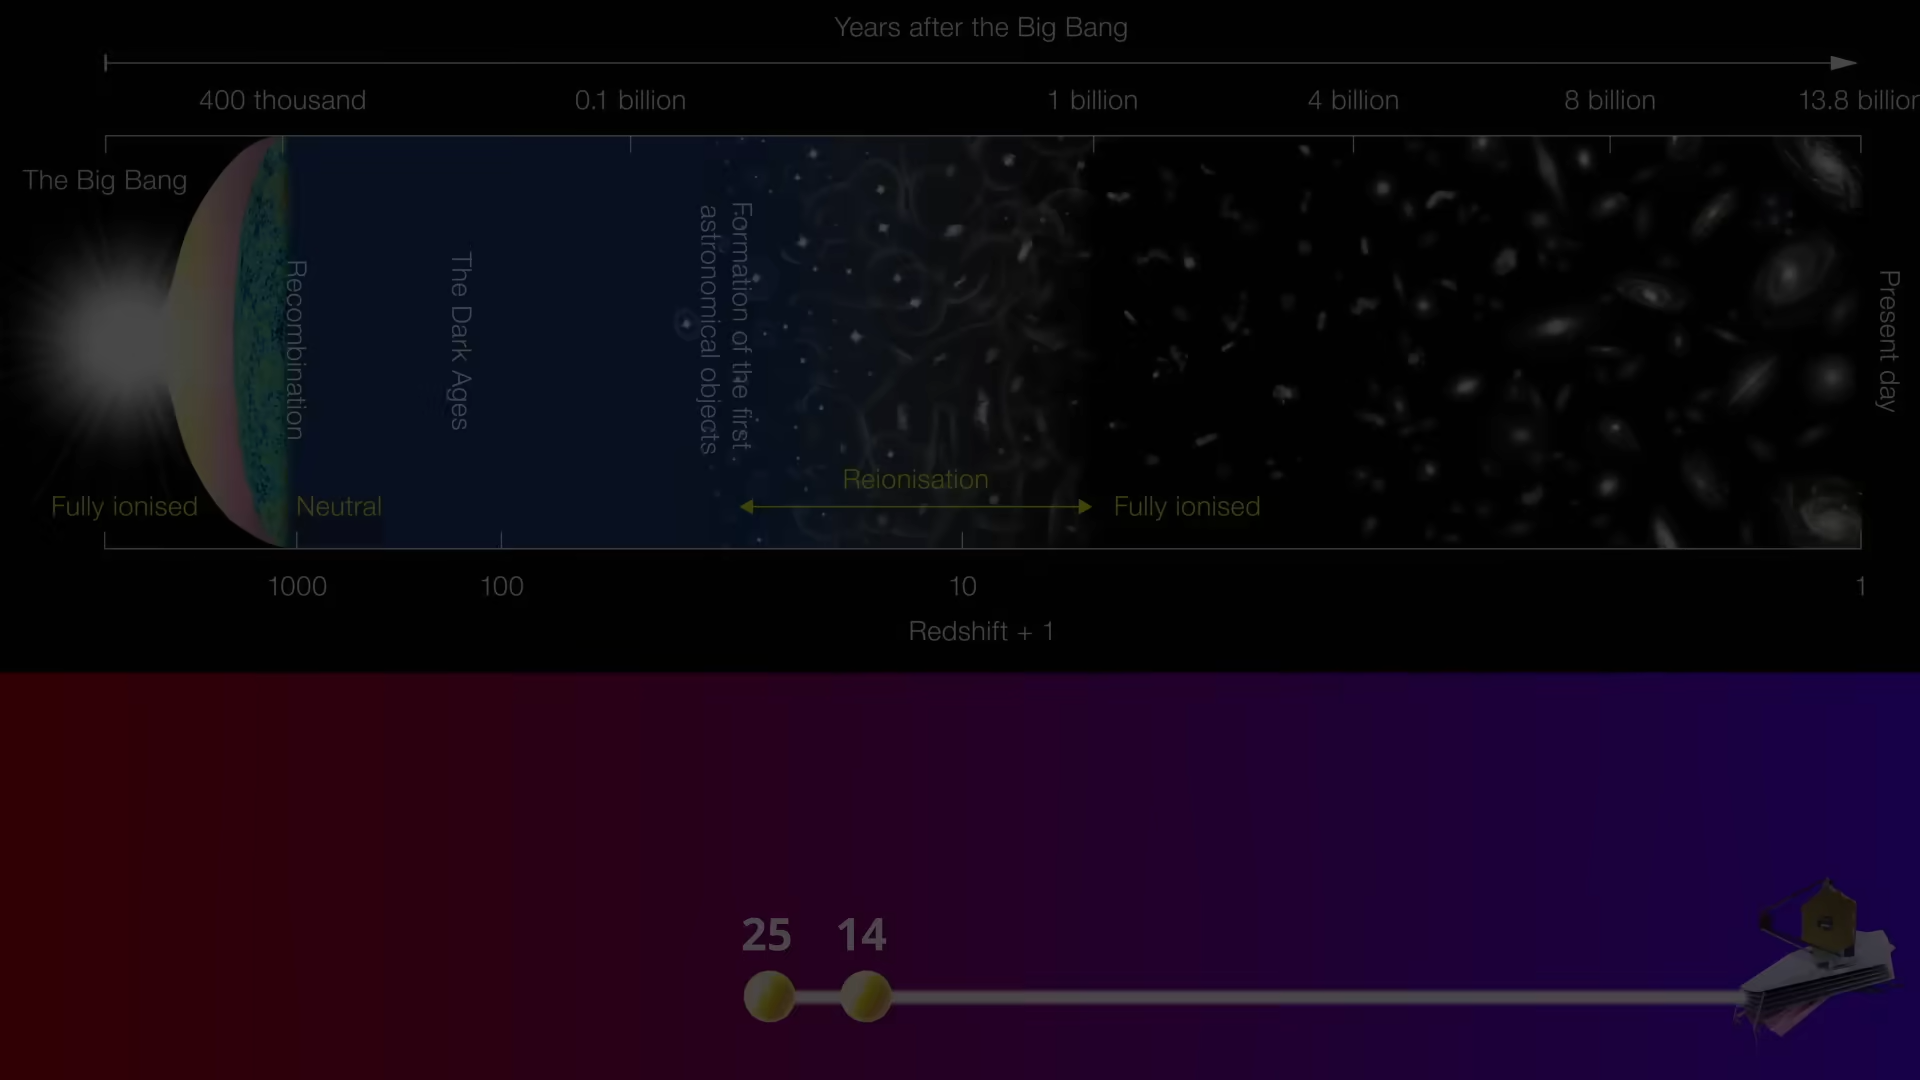 Years after the Big Bang
400 thousand
0.1 billion
1 billion
4 billion
8 billion
13.8 billion
The Big Bang
Recombination
The Dark Ages
Formation of the first
astronomical objects
Present day
Reionisation
Fully ionised
Neutral
Fully ionised
1000
100
10
1
Redshift + 1
25
14